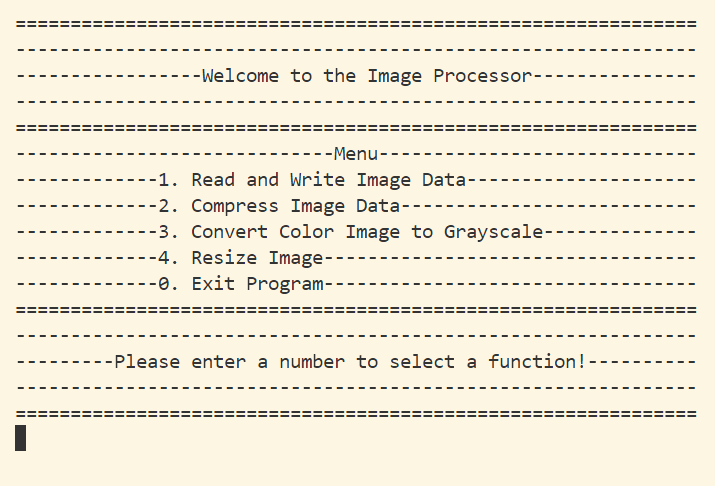 ==============================================================
--------------------------------------------------------------
-----------------Welcome to the Image Processor---------------
--------------------------------------------------------------
==============================================================
-----------------------------Menu-----------------------------
-------------1. Read and Write Image Data---------------------
-------------2. Compress Image Data---------------------------
-------------3. Convert Color Image to Grayscale--------------
-------------4. Resize Image----------------------------------
-------------0. Exit Program----------------------------------
==============================================================
--------------------------------------------------------------
---------Please enter a number to select a function!----------
--------------------------------------------------------------
==============================================================